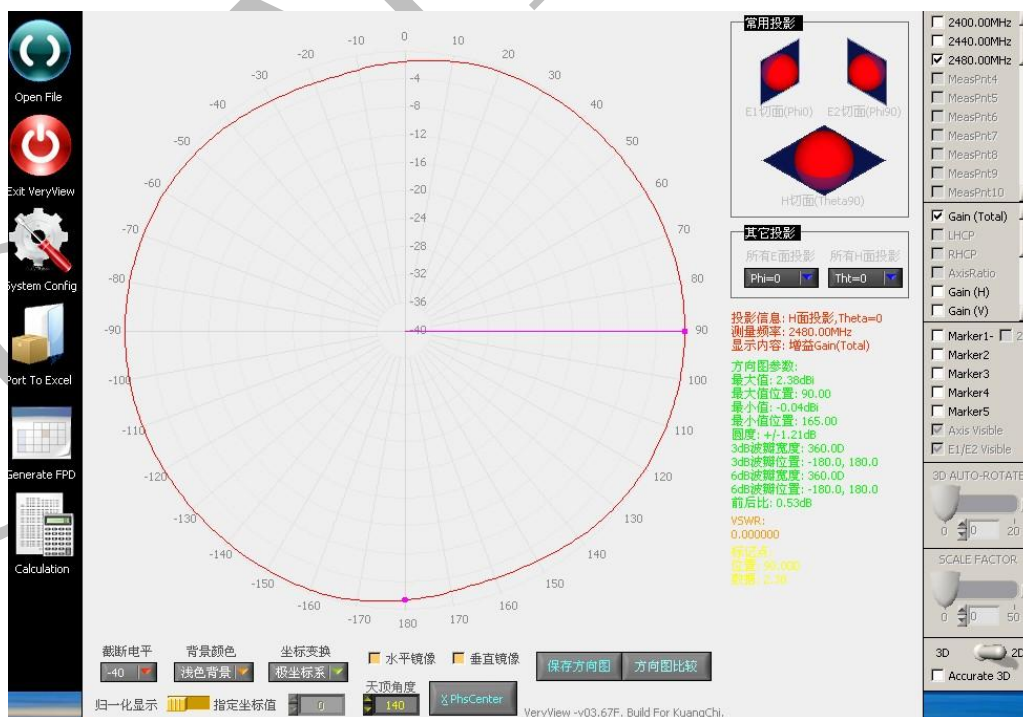 Open File
Exit VeryView
System Config
Port To Excel
Generate FPD
Calculation
0
-10
10
-20
20
-30
30
-40
40
-50
50
-60
60
-70
70
-80
80
-90
90
-100
100
-110
110
-120
120
-130
130
-140
140
-150
150
-160
160
-170
170
180
-4
-8
-12
-16
-20
-24
-28
-32
-36
-40
常用投影
E1切面(Phi0) E2切面(Phi90)
H切面(Theta90)
其它投影
所有E面投影 所有H面投影
Phi=0 Tht=0
投影信息: H面投影,Theta=0
测量频率: 2480.00MHz
显示内容: 增益Gain(Total)
方向图参数:
最大值: 2.38dBi
最大值位置: 90.00
最小值: -0.04dBi
最小值位置: 165.00
圆度: +/-1.21dB
3dB波瓣宽度: 360.0D
3dB波瓣位置: -180.0, 180.0
6dB波瓣宽度: 360.0D
6dB波瓣位置: -180.0, 180.0
前后比: 0.53dB
VSWR:
0.000000
标记点:
位置: 90.000
2400.00MHz
2440.00MHz
2480.00MHz
MeasPnt4
MeasPnt5
MeasPnt6
MeasPnt7
MeasPnt8
MeasPnt9
MeasPnt10
Gain (Total)
LHCP
RHCP
AxisRatio
Gain (H)
Gain (V)
Marker1- 2
Marker2
Marker3
Marker4
Marker5
Axis Visible
E1/E2 Visible
3D AUTO-ROTATE
0 0 20
SCALE FACTOR
0 0 50
3D 2D
Accurate 3D
截断电平 背景颜色 坐标变换
-40 浅色背景 极坐标系
水平镜像 垂直镜像
保存方向图 方向图比较
归一化显示 指定坐标值 0
天顶角度
140
XPhsCenter
VeryView -v03.67F. Build For KuangChi.